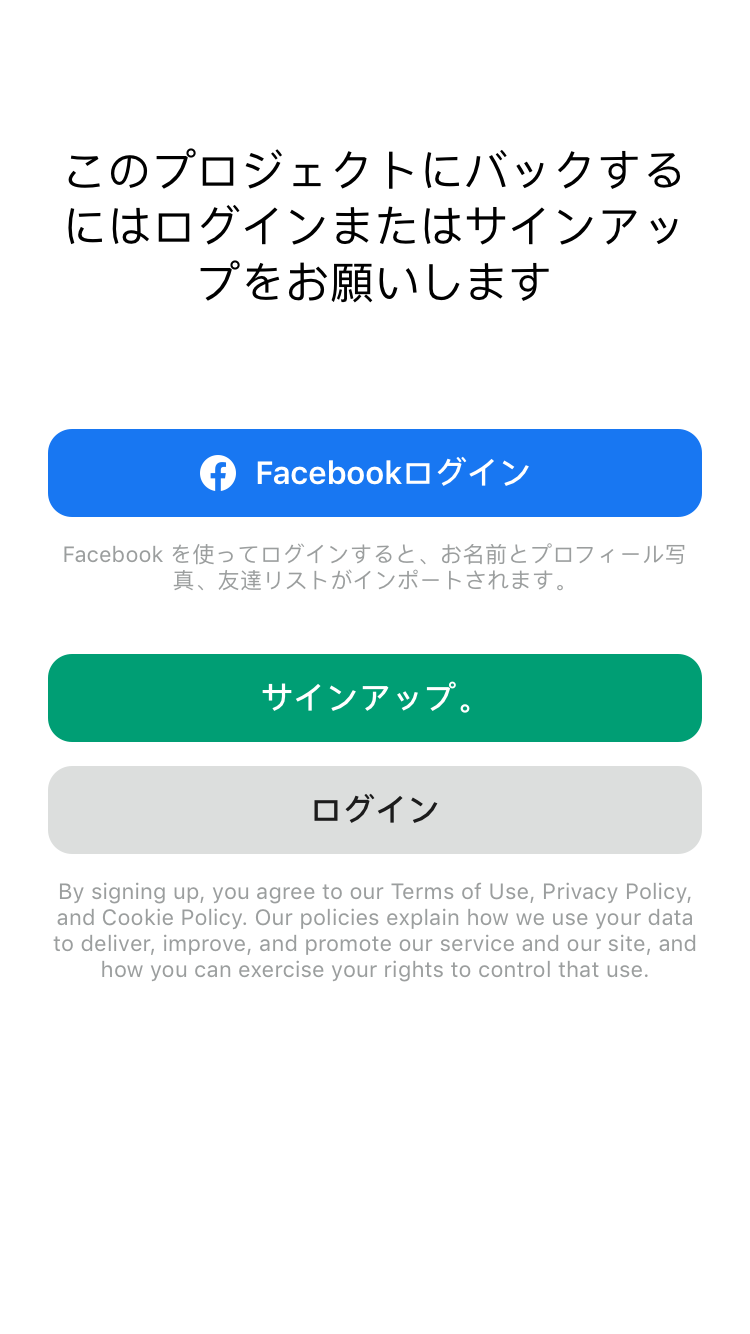 このプロジェクトにバックする
にはログインまたはサインアッ
プをお願いします
Facebookログイン
Facebook を使ってログインすると、お名前とプロフィール写
真、友達リストがインポートされます。
サインアップ。
ログイン
By signing up, you agree to our Terms of Use, Privacy Policy,
and Cookie Policy. Our policies explain how we use your data
to deliver, improve, and promote our service and our site, and
how you can exercise your rights to control that use.